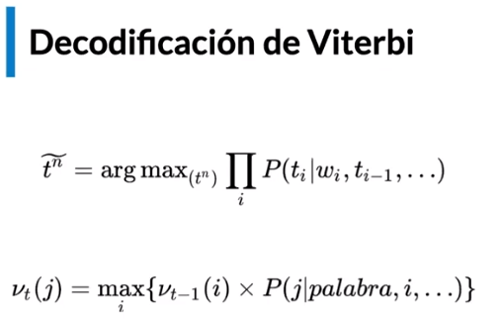 Decodificación de Viterbi
$\widetilde{t^n} = \arg\max_{(t^n)} \prod_i P(t_i|w_i, t_{i-1}, \ldots)$
$\nu_t(j) = \max_i\{\nu_{t-1}(i) \times P(j|palabra, i, \ldots)\}$